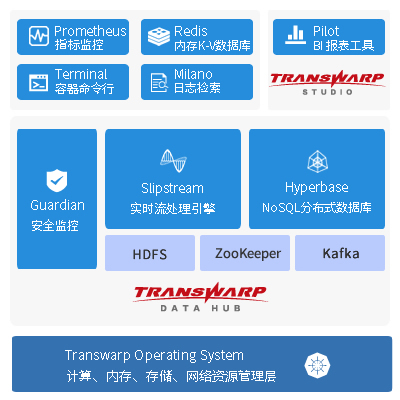 Prometheus
指标监控
Redis
内存K-V数据库
Pilot
BI 报表工具
Terminal
容器命令行
Milano
日志检索
TRANSWARP
STUDIO
Guardian
安全监控
Slipstream
实时流处理引擎
Hyperbase
NoSQL分布式数据库
HDFS
ZooKeeper
Kafka
TRANSWARP
DATA HUB
Transwarp Operating System
计算、内存、存储、网络资源管理层